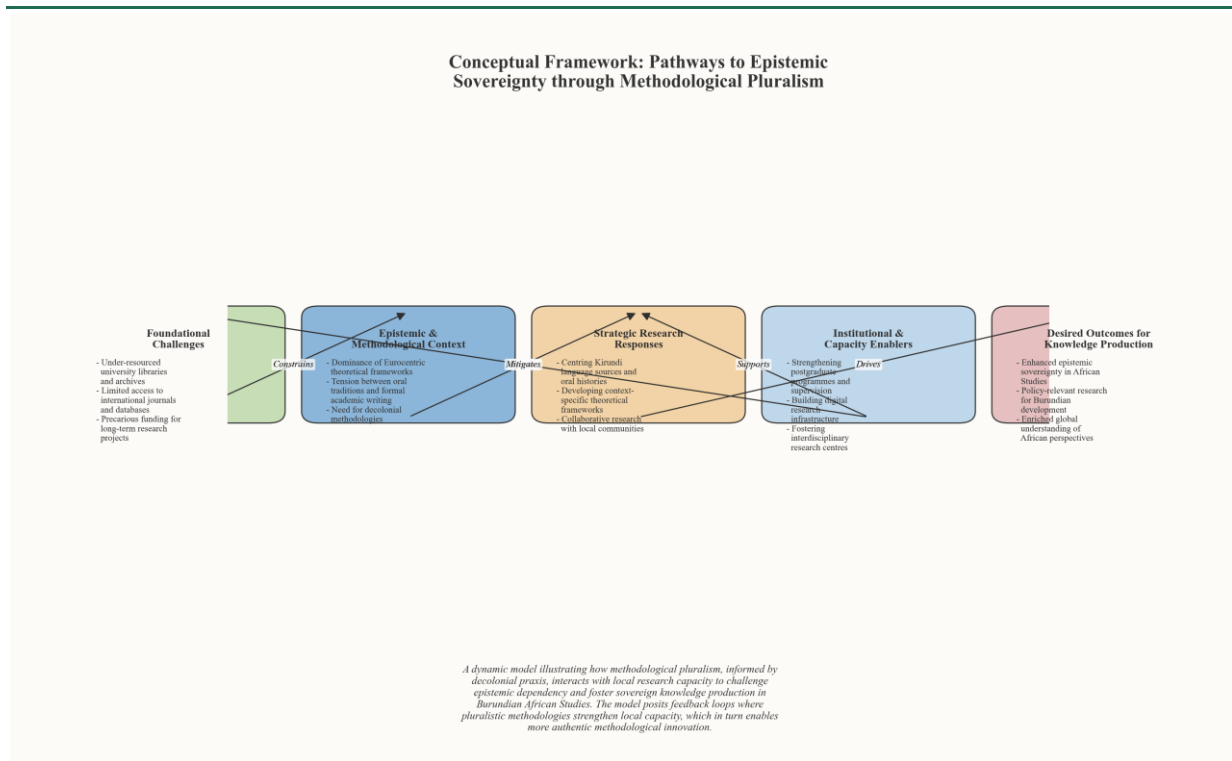 Conceptual Framework: Pathways to Epistemic
Sovereignty through Methodological Pluralism
Foundational
Challenges
- Under-resourced
university libraries
and archives
- Limited access to
international journals
and databases
- Precarious funding for
long-term research
projects
Constrains
Epistemic &
Methodological Context
- Dominance of Eurocentric
theoretical frameworks
- Tension between oral
traditions and formal
academic writing
- Need for decolonial
methodologies
Mitigates
Strategic Research
Responses
- Centring Kirundi
language sources and
oral histories
- Developing context-
specific theoretical
frameworks
- Collaborative research
with local communities
Supports
Institutional &
Capacity Enablers
- Strengthening
postgraduate
programmes and
supervision
- Building digital
research
infrastructure
- Fostering
interdisciplinary
research centres
Drives
Desired Outcomes for
Knowledge Production
- Enhanced epistemic
sovereignty in African
Studies
- Policy-relevant research
for Burundian
development
- Enriched global
understanding of
African perspectives
A dynamic model illustrating how methodological pluralism, informed by
decolonial praxis, interacts with local research capacity to challenge
epistemic dependency and foster sovereign knowledge production in
Burundian African Studies. The model posits feedback loops where
pluralistic methodologies strengthen local capacity, which in turn enables
more authentic methodological innovation.